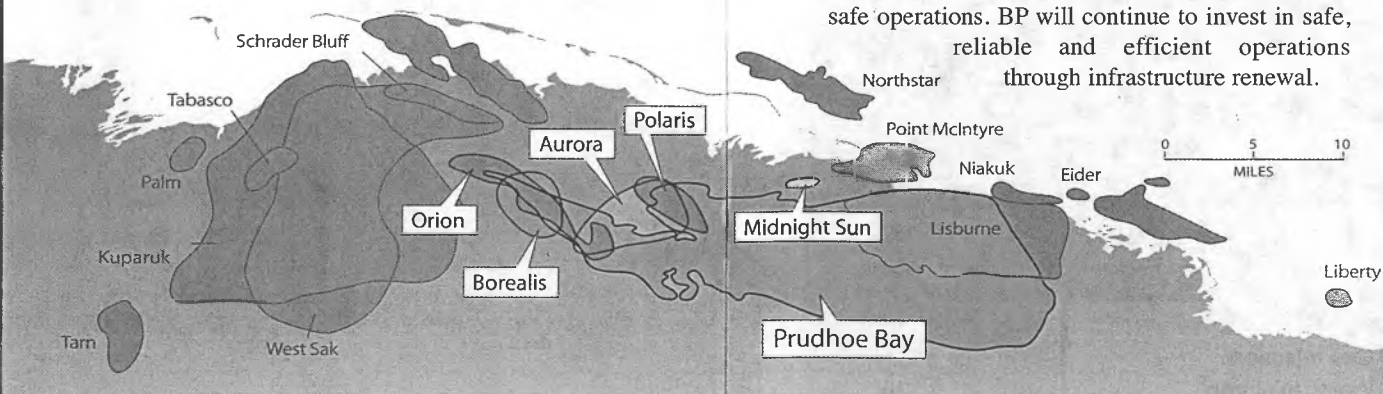 safe operations. BP will continue to invest in safe,
reliable and efficient operations
through infrastructure renewal.
Schrader Bluff
Northstar
Tabasco
Polaris
Point McIntyre
Aurora
0 5 10
MILES
Niakuk
Eider
Palm
Orion
Midnight Sun
Lisburne
Kuparuk
Borealis
Liberty
Prudhoe Bay
Tarn
West Sak